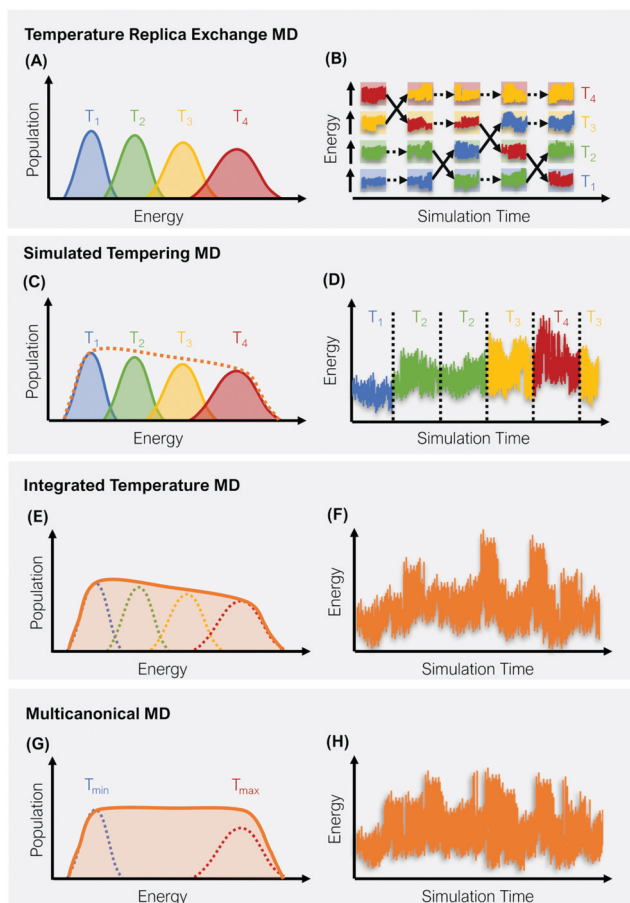 Temperature Replica Exchange MD
(A)
Population
T1 T2 T3 T4
Energy
(B)
Energy
T4
T3
T2
T1
Simulation Time
Simulated Tempering MD
(C)
Population
T1 T2 T3 T4
Energy
(D)
Energy
T1 T2 T2 T3 T4 T3
Simulation Time
Integrated Temperature MD
(E)
Population
Energy
(F)
Energy
Simulation Time
Multicanonical MD
(G)
Population
Tmin Tmax
Energy
(H)
Energy
Simulation Time